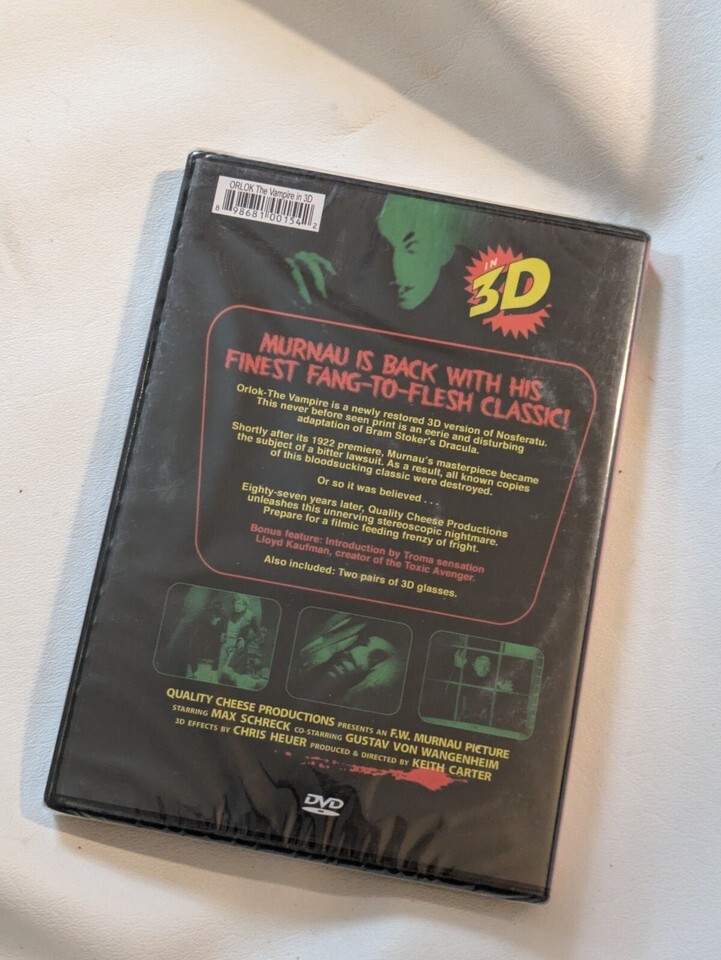 ORLOK The Vampire in 3D
8 98681 00154 2
IN
3D
MURNAU IS BACK WITH HIS
FINEST FANG-TO-FLESH CLASSIC!
Orlok-The Vampire is a newly restored 3D version of Nosferatu.
This never before seen print is an eerie and disturbing
adaptation of Bram Stoker's Dracula.
Shortly after its 1922 premiere, Murnau's masterpiece became
the subject of a bitter lawsuit. As a result, all known copies
of this bloodsucking classic were destroyed.
Or so it was believed . . .
Eighty-seven years later, Quality Cheese Productions
unleashes this unnerving stereoscopic nightmare.
Prepare for a filmic feeding frenzy of fright.
Bonus feature: Introduction by Troma sensation
Lloyd Kaufman, creator of the Toxic Avenger.
Also included: Two pairs of 3D glasses.
QUALITY CHEESE PRODUCTIONS PRESENTS AN F.W. MURNAU PICTURE
STARRING MAX SCHRECK CO-STARRING GUSTAV VON WANGENHEIM
3D EFFECTS BY CHRIS HEUER PRODUCED & DIRECTED BY KEITH CARTER
DVD